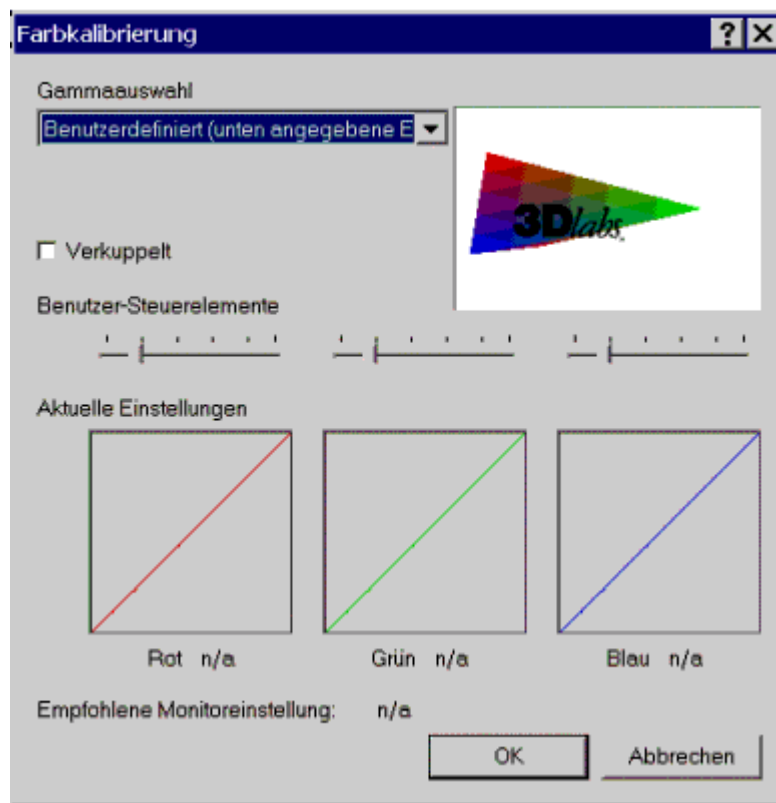 Farbkalibrierung
Gammaauswahl
Benutzerdefiniert (unten angegebene E
3Dlabs.
Verkuppelt
Benutzer-Steuerelemente
Aktuelle Einstellungen
Rot n/a
Grün n/a
Blau n/a
Empfohlene Monitoreinstellung: n/a
OK
Abbrechen